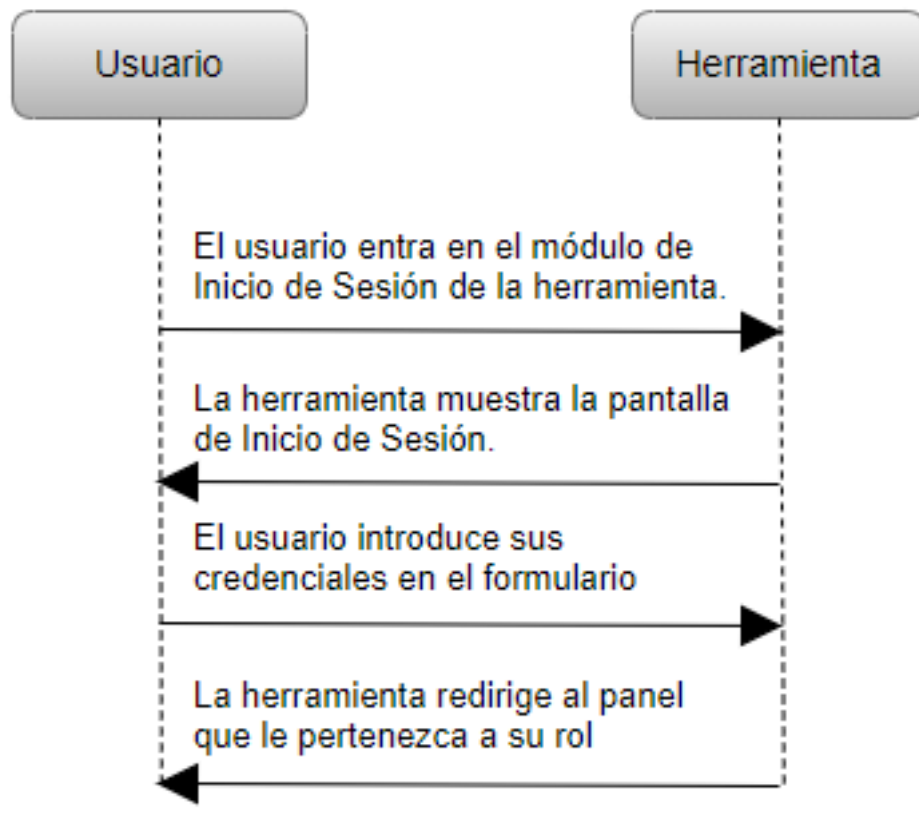 Usuario
Herramienta
El usuario entra en el módulo de
Inicio de Sesión de la herramienta.
La herramienta muestra la pantalla
de Inicio de Sesión.
El usuario introduce sus
credenciales en el formulario
La herramienta redirige al panel
que le pertenezca a su rol